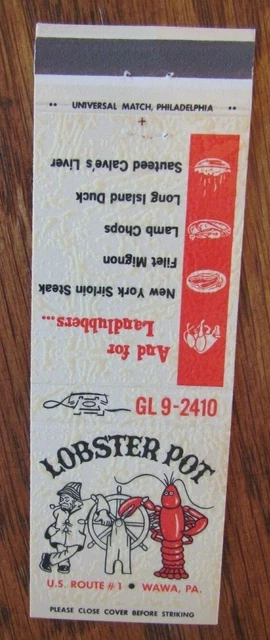 •• UNIVERSAL MATCH, PHILADELPHIA ••
And for
Landlubbers...
New York Sirloin Steak
Filet Mignon
Lamb Chops
Long Island Duck
Sauteed Calve's Liver
GL 9-2410
LOBSTER POT
U.S. ROUTE #1 • WAWA, PA.
PLEASE CLOSE COVER BEFORE STRIKING